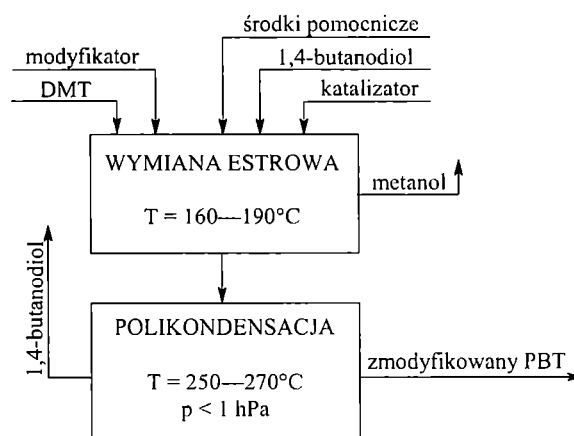 środki pomocnicze
modyfikator
1,4-butanodiol
DMT
katalizator
WYMIANA ESTROWA
T = 160—190°C
metanol
1,4-butanodiol
POLIKONDENSACJA
T = 250—270°C
p < 1 hPa
zmodyfikowany PBT